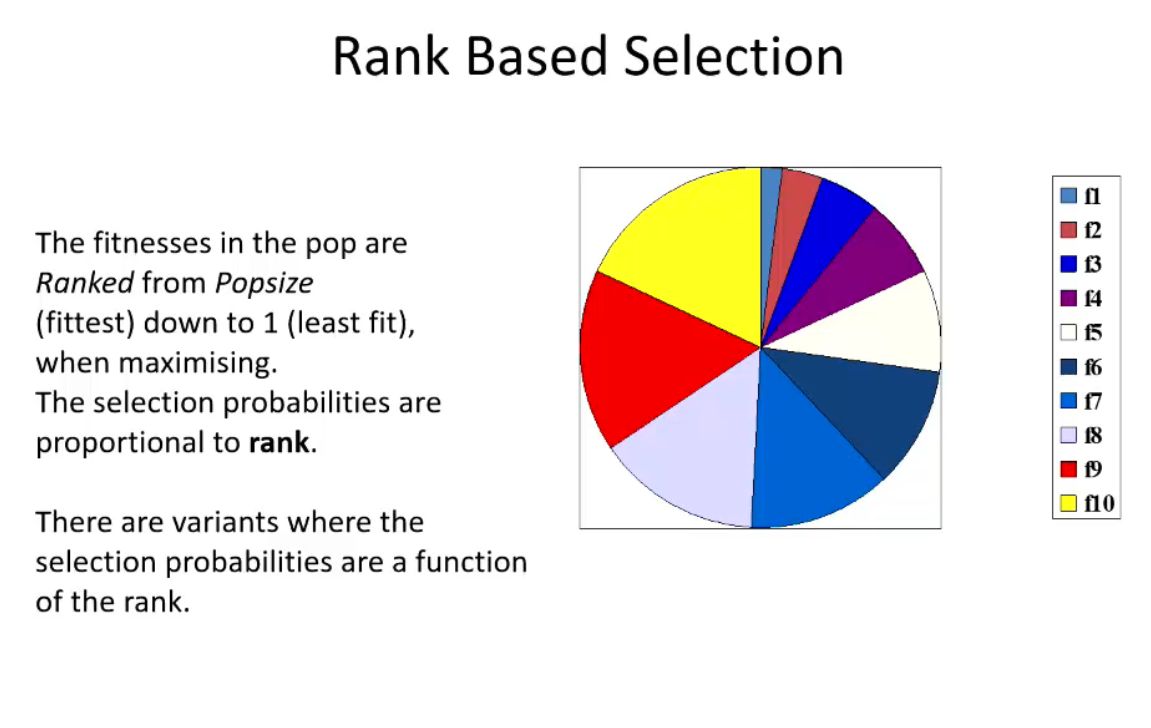 Rank Based Selection
The fitnesses in the pop are
Ranked from Popsize
(fittest) down to 1 (least fit),
when maximising.
The selection probabilities are
proportional to rank.
There are variants where the
selection probabilities are a function
of the rank.
f1
f2
f3
f4
f5
f6
f7
f8
f9
f10